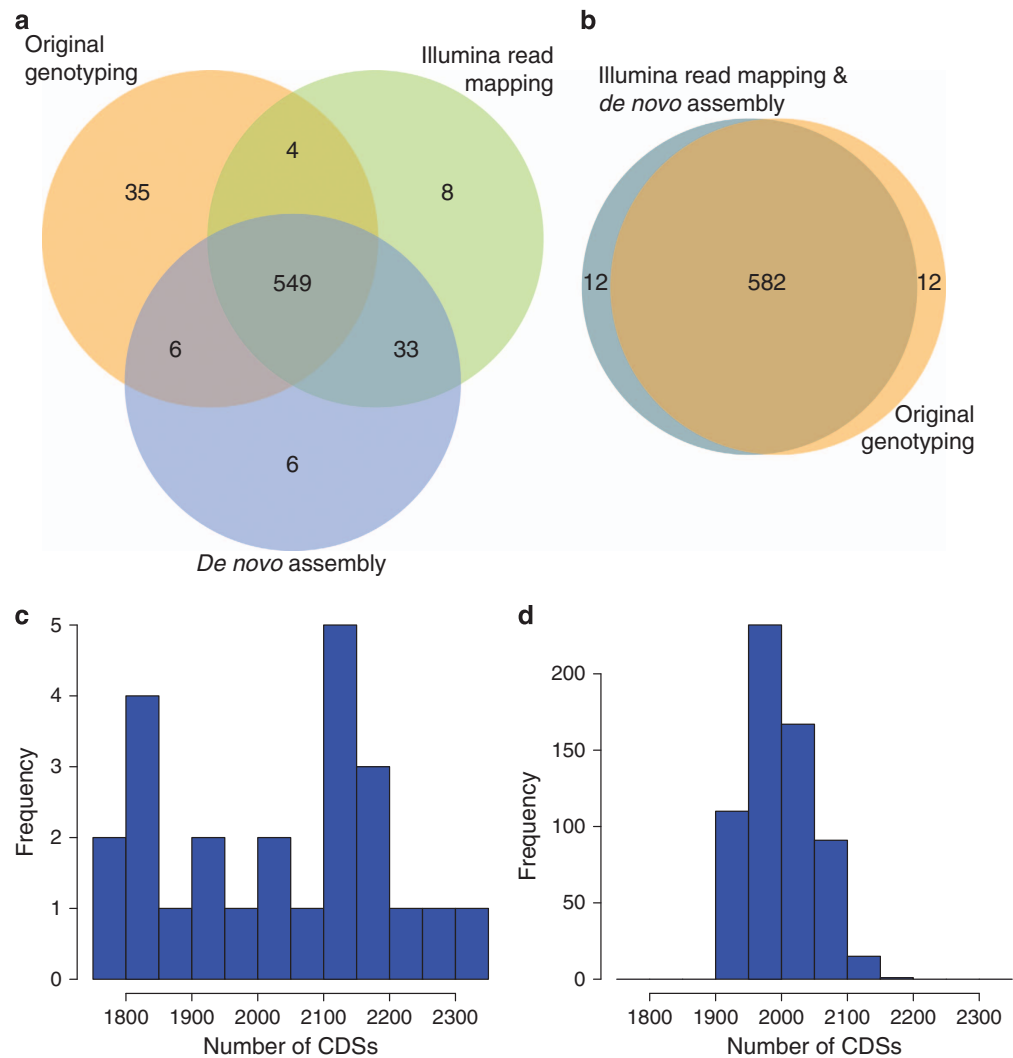 a
Original
genotyping
Illumina read
mapping
4
35
8
549
6
33
6
De novo assembly
b
Illumina read mapping &
de novo assembly
12
582
12
Original
genotyping
c
5
4
3
2
1
0
Frequency
1800 1900 2000 2100 2200 2300
Number of CDSs
d
200
150
100
50
0
Frequency
1800 1900 2000 2100 2200 2300
Number of CDSs